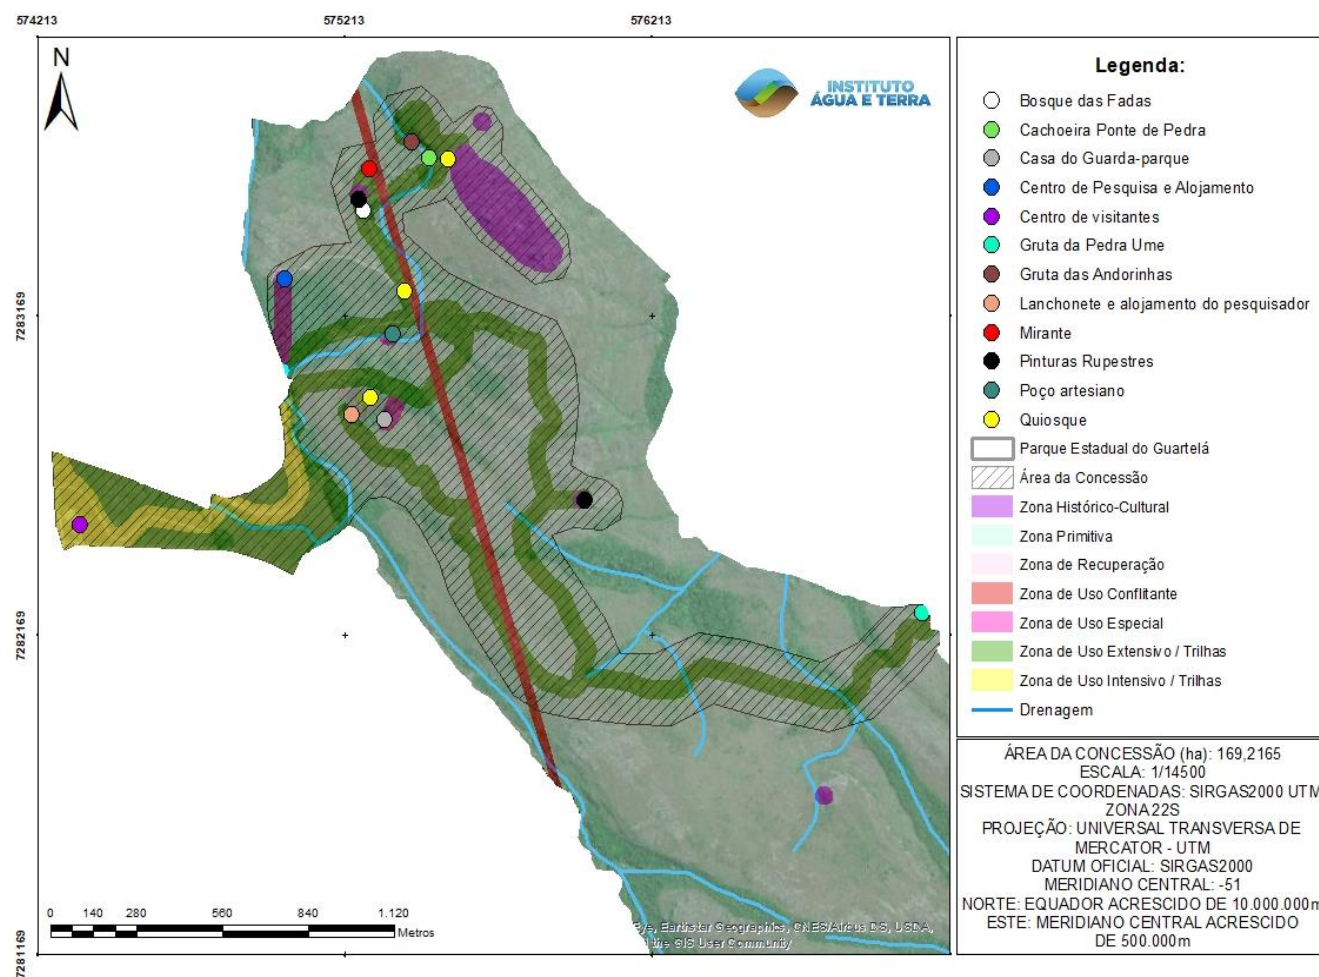 574213
575213
576213
N
INSTITUTO
ÁGUA E TERRA
7283169
7282169
7281169
0 140 280 560 840 1.120
Metros
Earthstar Geographics, CNES/Airbus DS, USDA,
the GIS User Community
Legenda:
Bosque das Fadas
Cachoeira Ponte de Pedra
Casa do Guarda-parque
Centro de Pesquisa e Alojamento
Centro de visitantes
Gruta da Pedra Ume
Gruta das Andorinhas
Lanchonete e alojamento do pesquisador
Mirante
Pinturas Rupestres
Poço artesiano
Quiosque
Parque Estadual do Guartelá
Área da Concessão
Zona Histórico-Cultural
Zona Primitiva
Zona de Recuperação
Zona de Uso Conflitante
Zona de Uso Especial
Zona de Uso Extensivo / Trilhas
Zona de Uso Intensivo / Trilhas
Drenagem
ÁREA DA CONCESSÃO (ha): 169,2165
ESCALA: 1/14500
SISTEMA DE COORDENADAS: SIRGAS2000 UTM
ZONA 22S
PROJEÇÃO: UNIVERSAL TRANSVERSA DE
MERCATOR - UTM
DATUM OFICIAL: SIRGAS2000
MERIDIANO CENTRAL: -51
NORTE: EQUADOR ACRESCIDO DE 10.000.000m
ESTE: MERIDIANO CENTRAL ACRESCIDO
DE 500.000m